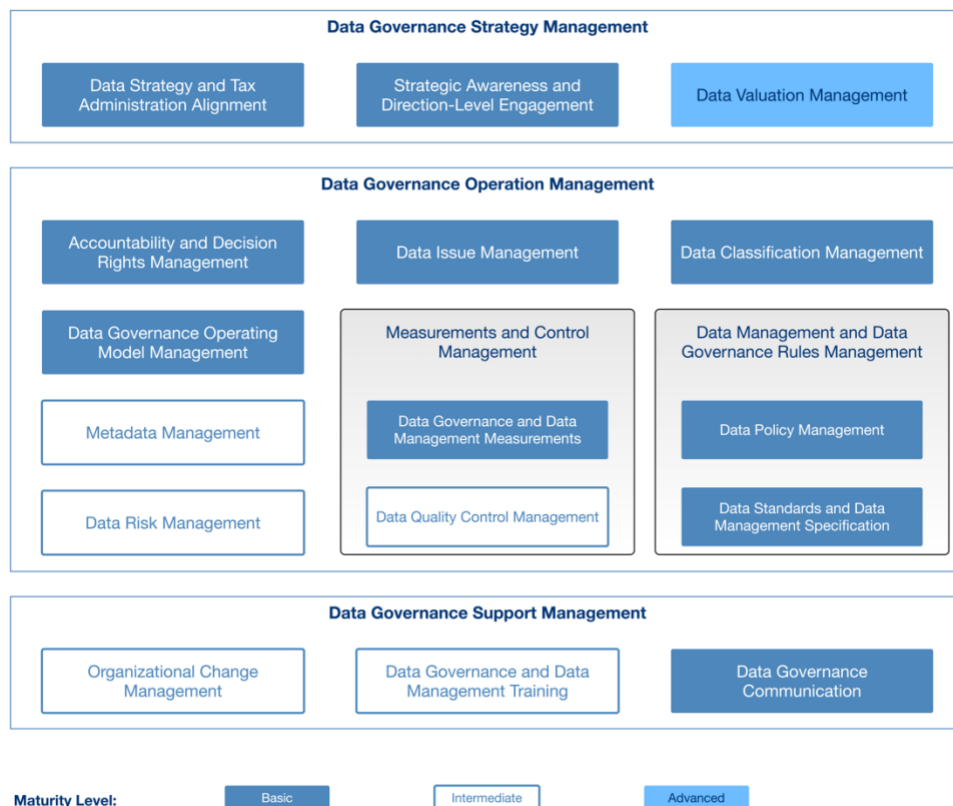 Data Governance Strategy Management
Data Strategy and Tax
Administration Alignment
Strategic Awareness and
Direction-Level Engagement
Data Valuation Management
Data Governance Operation Management
Accountability and Decision
Rights Management
Data Issue Management
Data Classification Management
Data Governance Operating
Model Management
Measurements and Control
Management
Data Management and Data
Governance Rules Management
Metadata Management
Data Governance and Data
Management Measurements
Data Policy Management
Data Risk Management
Data Quality Control Management
Data Standards and Data
Management Specification
Data Governance Support Management
Organizational Change
Management
Data Governance and Data
Management Training
Data Governance
Communication
Maturity Level:
Basic
Intermediate
Advanced